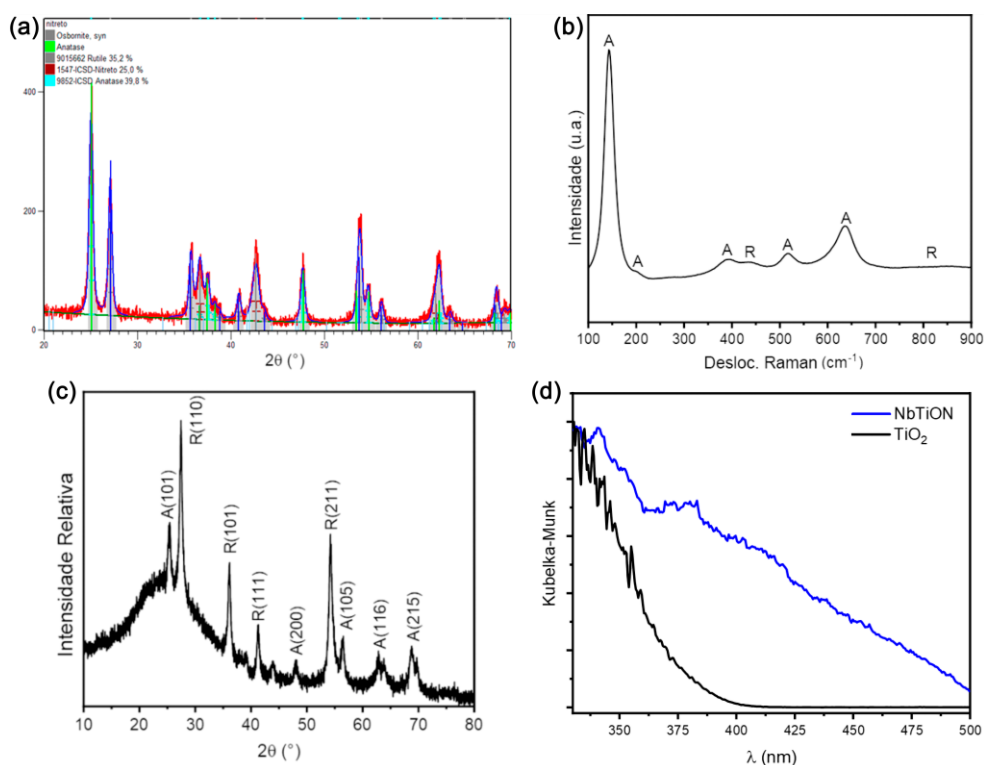 (a)
nitreto
Osbornite, syn
Anatase
9015662 Rutile 35,2 %
1547-ICSD-Nitreto 25,0 %
9852-ICSD Anatase 39,8 %
400
200
0
20 30 40 50 60 70
2θ (°)
(b)
Intensidade (u.a.)
A
A
A
R
A
A
R
100 200 300 400 500 600 700 800 900
Desloc. Raman (cm⁻¹)
(c)
Intensidade Relativa
A(101)
R(110)
R(101)
R(111)
A(200)
R(211)
A(105)
A(116)
A(215)
10 20 30 40 50 60 70 80
2θ (°)
(d)
NbTiON
TiO₂
Kubelka-Munk
350 375 400 425 450 475 500
λ (nm)